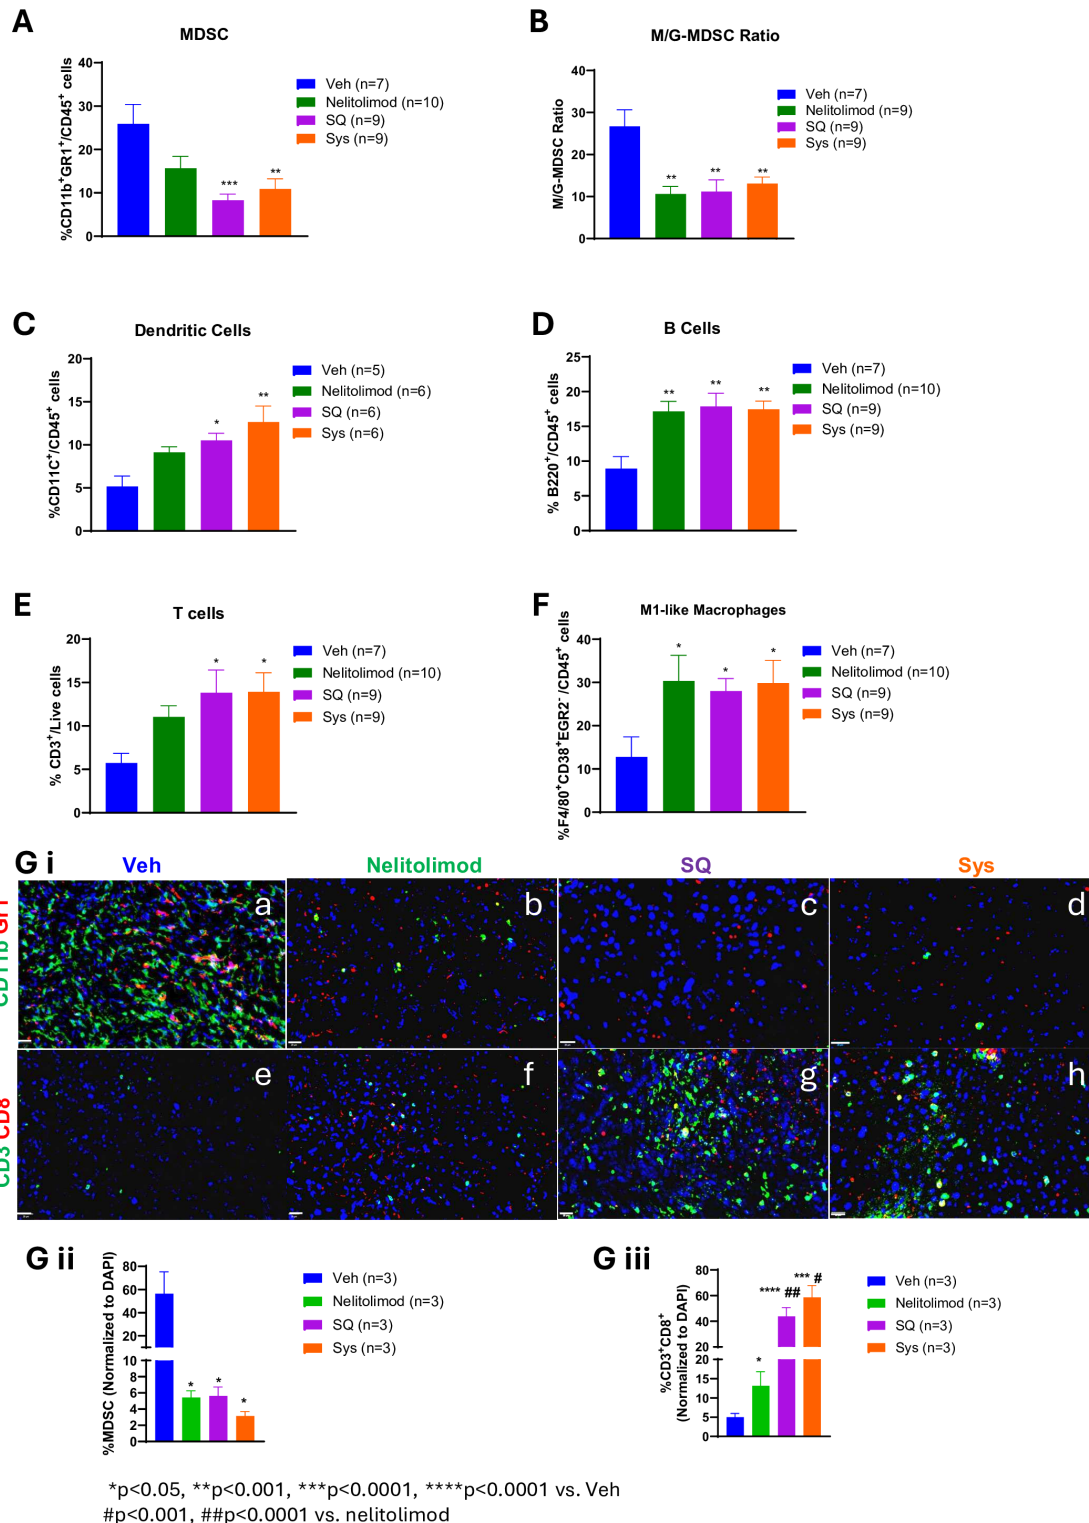 A
MDSC
%CD11b+GR1+/CD45+ cells
40
30
20
10
0
***
**
Veh (n=7)
Nelitolimod (n=10)
SQ (n=9)
Sys (n=9)
B
M/G-MDSC Ratio
M/G-MDSC Ratio
40
30
20
10
0
**
**
**
Veh (n=7)
Nelitolimod (n=9)
SQ (n=9)
Sys (n=9)
C
Dendritic Cells
%CD11C+/CD45+ cells
20
15
10
5
0
*
**
Veh (n=5)
Nelitolimod (n=6)
SQ (n=6)
Sys (n=6)
D
B Cells
% B220+/CD45+ cells
25
20
15
10
5
0
**
**
**
Veh (n=7)
Nelitolimod (n=10)
SQ (n=9)
Sys (n=9)
E
T cells
% CD3+/Live cells
20
15
10
5
0
*
*
Veh (n=7)
Nelitolimod (n=10)
SQ (n=9)
Sys (n=9)
F
M1-like Macrophages
%F4/80+CD38+EGR2-/CD45+ cells
40
30
20
10
0
*
*
*
Veh (n=7)
Nelitolimod (n=10)
SQ (n=9)
Sys (n=9)
G i
Veh
Nelitolimod
SQ
Sys
CD11b Gr1
a
b
c
d
CD3 CD8
e
f
g
h
G ii
%MDSC (Normalized to DAPI)
80
60
40
20
10
8
6
4
2
0
*
*
*
Veh (n=3)
Nelitolimod (n=3)
SQ (n=3)
Sys (n=3)
G iii
%CD3+CD8+
(Normalized to DAPI)
80
60
40
20
20
15
10
5
0
*
**** ##
*** #
Veh (n=3)
Nelitolimod (n=3)
SQ (n=3)
Sys (n=3)
*p<0.05, **p<0.001, ***p<0.0001, ****p<0.0001 vs. Veh
#p<0.001, ##p<0.0001 vs. nelitolimod